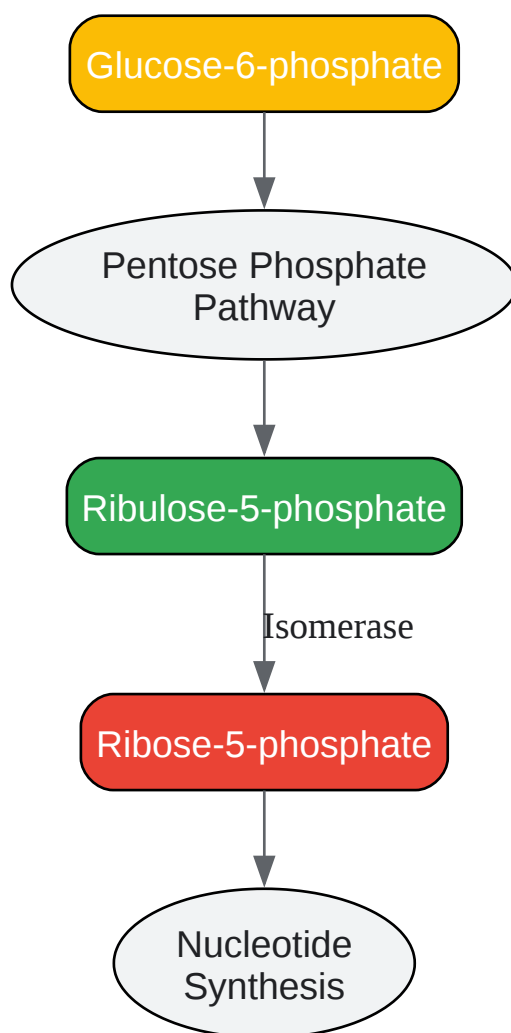 Glucose-6-phosphate
Pentose Phosphate
Pathway
Ribulose-5-phosphate
Isomerase
Ribose-5-phosphate
Nucleotide
Synthesis